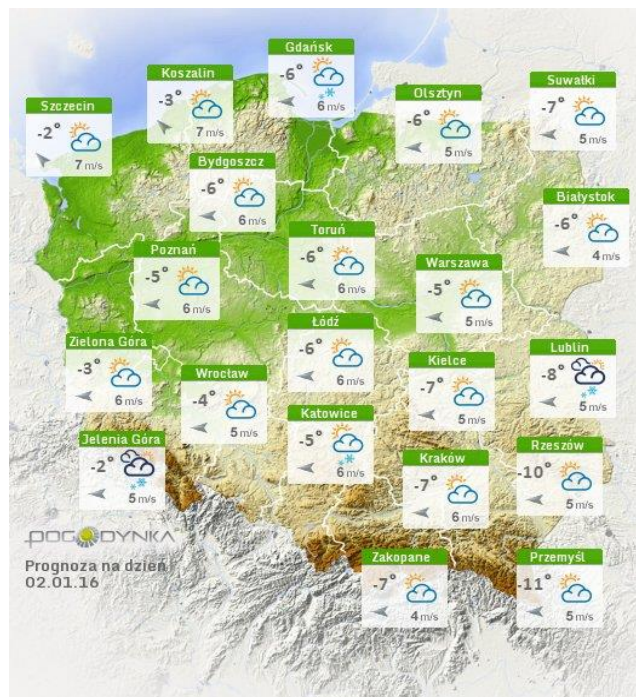 Gdańsk
-6°
6 m/s
Koszalin
-3°
7 m/s
Szczecin
-2°
7 m/s
Olsztyn
-6°
5 m/s
Suwałki
-7°
5 m/s
Bydgoszcz
-6°
6 m/s
Białystok
-6°
4 m/s
Toruń
-6°
6 m/s
Poznań
-5°
6 m/s
Warszawa
-5°
5 m/s
Łódź
-6°
6 m/s
Zielona Góra
-3°
6 m/s
Wrocław
-4°
5 m/s
Kielce
-7°
5 m/s
Lublin
-8°
5 m/s
Katowice
-5°
6 m/s
Jelenia Góra
-2°
5 m/s
Kraków
-7°
6 m/s
Rzeszów
-10°
5 m/s
POGODYNKA
Prognoza na dzień
02.01.16
Zakopane
-7°
4 m/s
Przemyśl
-11°
5 m/s